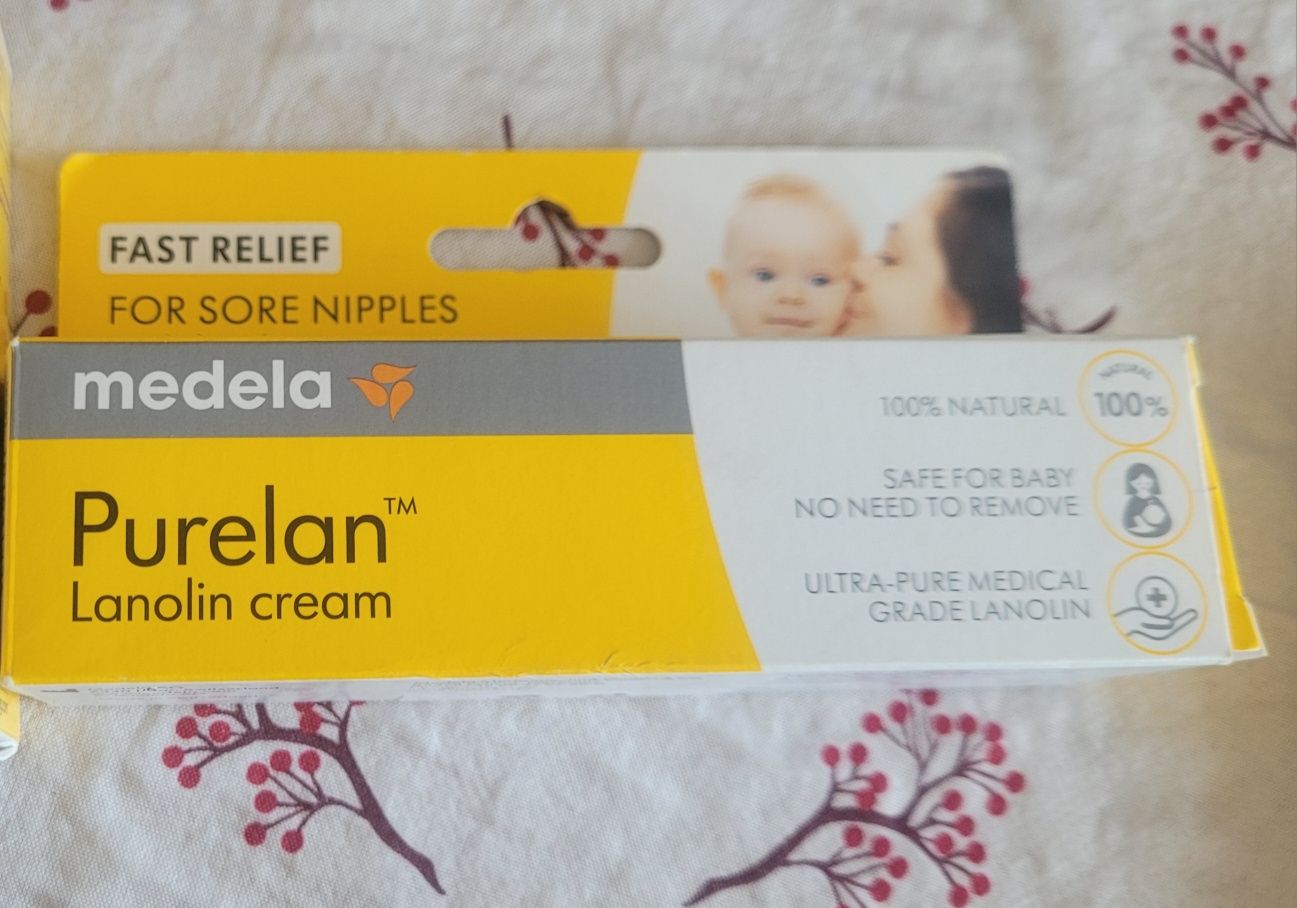 FAST RELIEF
FOR SORE NIPPLES
medela
Purelan™
Lanolin cream
100% NATURAL
NATURAL
100%
SAFE FOR BABY
NO NEED TO REMOVE
ULTRA-PURE MEDICAL
GRADE LANOLIN